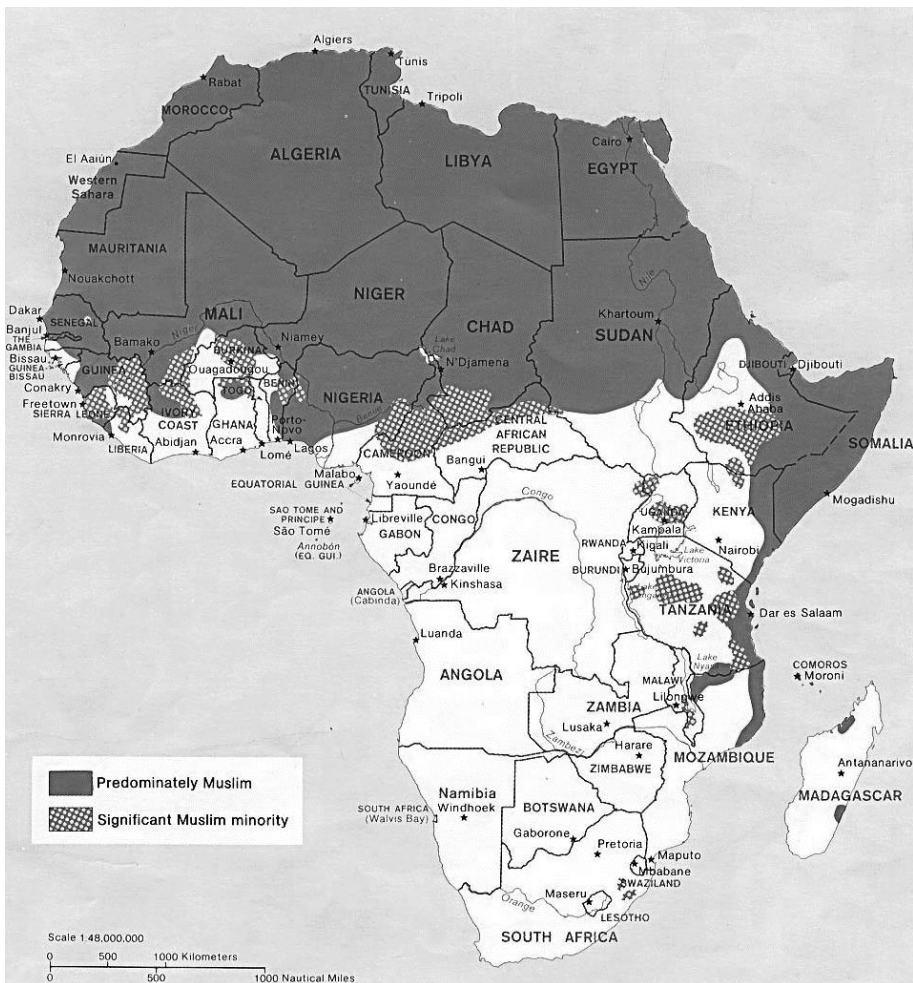 Algiers
Tunis
Rabat
TUNISIA
Tripoli
MOROCCO
Cairo
El Aaiún
ALGERIA
LIBYA
EGYPT
Western
Sahara
MAURITANIA
Nile
Nouakchott
NIGER
MALI
CHAD
Khartoum
SUDAN
Dakar
SENEGAL
Niger
Banjul
THE
GAMBIA
Bamako
Niamey
Lake
Chad
N'Djamena
BURKINA
Ouagadougou
Bissau
GUINEA-
BISSAU
GUINEA
BENIN
TOGO
DJIBOUTI
Djibouti
Conakry
Freetown
SIERRA LEONE
NIGERIA
Benue
Addis
Ababa
ETHIOPIA
IVORY
COAST
GHANA
Porto-
Novo
CENTRAL
AFRICAN
REPUBLIC
SOMALIA
Monrovia
LIBERIA
Abidjan
Accra
Lomé
Lagos
CAMEROON
Bangui
Malabo
EQUATORIAL GUINEA
Yaoundé
Mogadishu
Congo
UGANDA
Kampala
KENYA
SAO TOME AND
PRINCIPE
São Tomé
Libreville
GABON
CONGO
Annobón
(EQ. GUI.)
ZAIRE
RWANDA
Kigali
Nairobi
Lake
Victoria
BURUNDI
Bujumbura
Brazzaville
Kinshasa
ANGOLA
(Cabinda)
Lake
TANZANIA
Dar es Salaam
Luanda
Lake
COMOROS
Moroni
ANGOLA
MALAWI
Lilongwe
ZAMBIA
Lusaka
Zambezi
Harare
ZIMBABWE
MOZAMBIQUE
Antananarivo
MADAGASCAR
Predominately Muslim
Significant Muslim minority
Namibia
Windhoek
SOUTH AFRICA
(Walvis Bay)
BOTSWANA
Gaborone
Pretoria
Maputo
Mbabane
SWAZILAND
Maseru
Orange
LESOTHO
SOUTH AFRICA
Scale 1:48,000,000
0 500 1000 Kilometers
0 500 1000 Nautical Miles